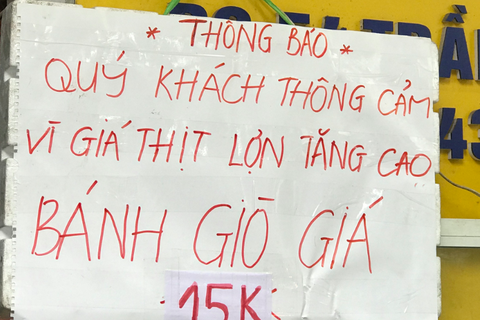 * THÔNG BÁO *
QUÝ KHÁCH THÔNG CẢM
VÌ GIÁ THỊT LỢN TĂNG CAO
BÁNH GIÒ GIÁ
15K